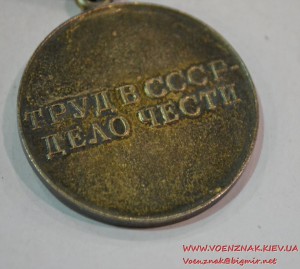 ТРУД В СССР-
ДЕЛО ЧЕСТИ
WWW.VOENZNAK.KIEV.UA
Voenznak@bigmir.net